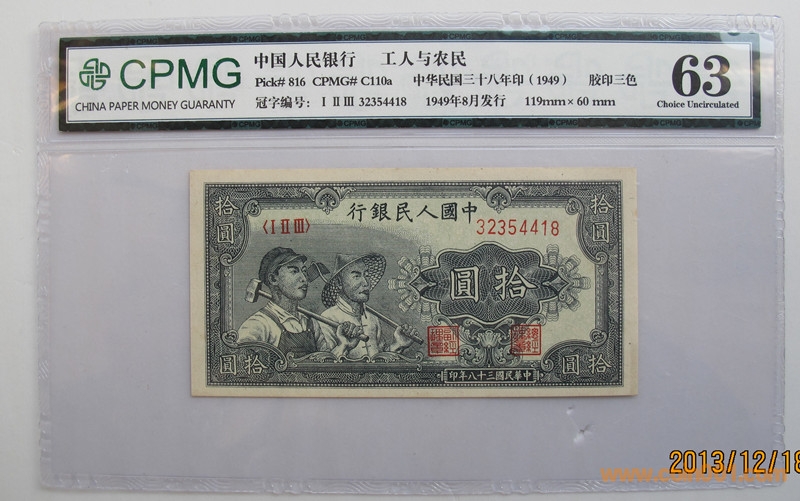 CPMG
CHINA PAPER MONEY GUARANTY
中国人民银行 工人与农民
Pick# 816 CPMG# C110a 中华民国三十八年印（1949） 胶印三色
冠字编号： I II III 32354418 1949年8月发行 119mm×60 mm
63
Choice Uncirculated
行銀民人國中
〈I II III〉
32354418
拾圓
拾圓
圓拾
圓
拾
印年八十三國民華中
2013/12/18